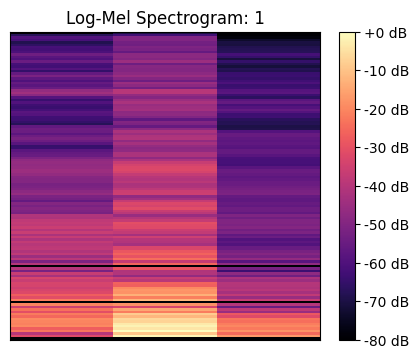 Log-Mel Spectrogram: 1
+0 dB
-10 dB
-20 dB
-30 dB
-40 dB
-50 dB
-60 dB
-70 dB
-80 dB